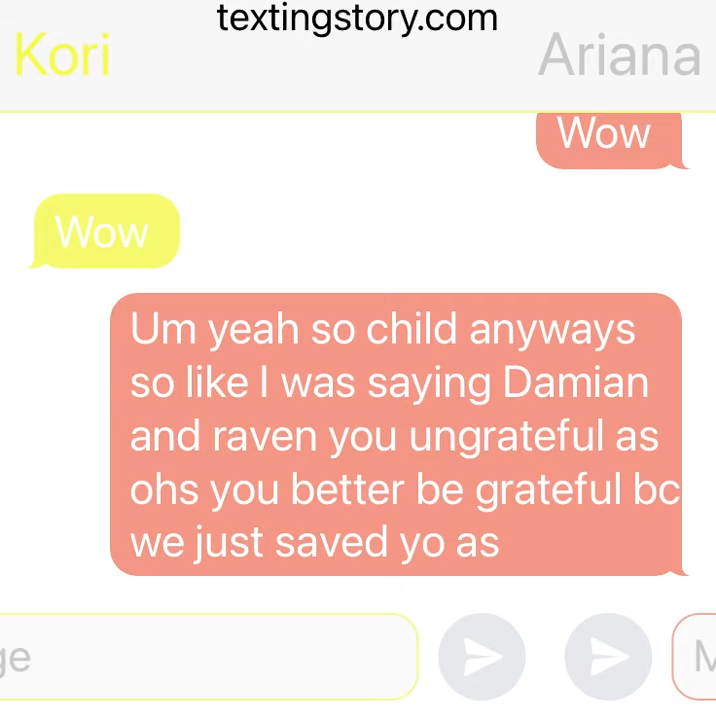 textingstory.com
Kori
Ariana
Wow
Wow
Um yeah so child anyways
so like I was saying Damian
and raven you ungrateful as
ohs you better be grateful bc
we just saved yo as